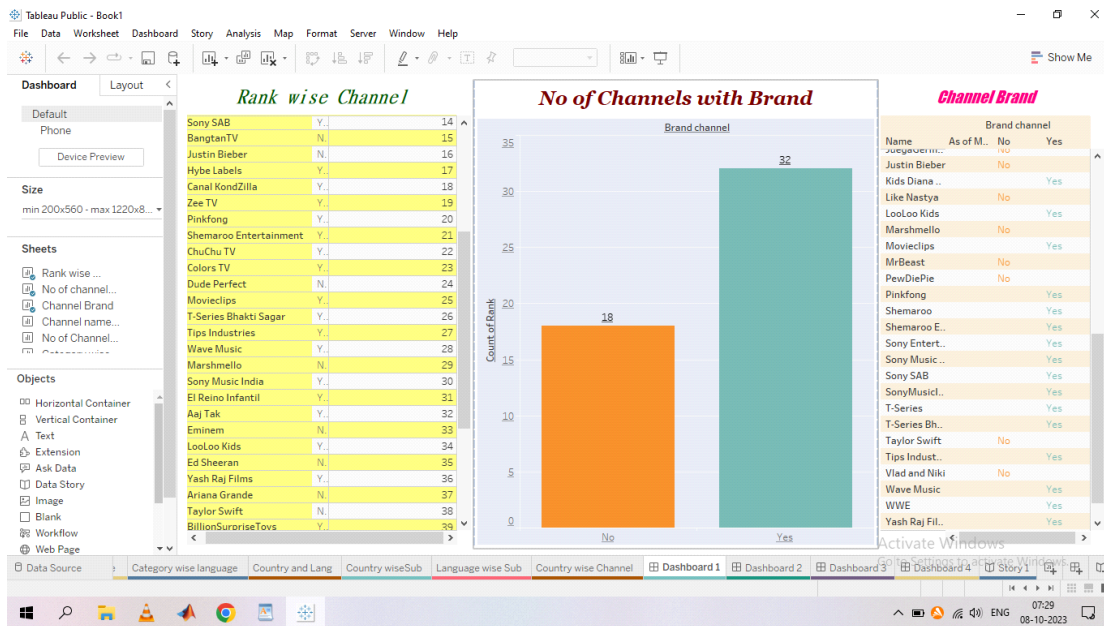 Tableau Public - Book1
File Data Worksheet Dashboard Story Analysis Map Format Server Window Help
Show Me
Dashboard Layout
Default
Phone
Device Preview
Size
min 200x560 - max 1220x8...
Sheets
Rank wise ...
No of channel...
Channel Brand
Channel name...
No of Channel...
Objects
Horizontal Container
Vertical Container
Text
Extension
Ask Data
Data Story
Image
Blank
Workflow
Web Page
Rank wise Channel
Sony SAB Y.. 14
BangtanTV N. 15
Justin Bieber N. 16
Hybe Labels Y.. 17
Canal KondZilla Y.. 18
Zee TV Y.. 19
Pinkfong Y.. 20
Shemaroo Entertainment Y.. 21
ChuChu TV Y.. 22
Colors TV Y.. 23
Dude Perfect N. 24
Movieclips Y.. 25
T-Series Bhakti Sagar Y.. 26
Tips Industries Y.. 27
Wave Music Y.. 28
Marshmello N. 29
Sony Music India Y.. 30
El Reino Infantil Y.. 31
Aaj Tak Y.. 32
Eminem N. 33
LooLoo Kids Y.. 34
Ed Sheeran N. 35
Yash Raj Films Y.. 36
Ariana Grande N. 37
Taylor Swift N. 38
BillionSurpriseToys Y.. 39
No of Channels with Brand
Brand channel
35
30
25
20
15
10
5
0
Count of Rank
18
32
No Yes
Channel Brand
Brand channel
Name As of M.. No Yes
No
Justin Bieber No
Kids Diana .. Yes
Like Nastya No
LooLoo Kids Yes
Marshmello No
Movieclips Yes
MrBeast No
PewDiePie No
Pinkfong Yes
Shemaroo Yes
Shemaroo E.. Yes
Sony Entert.. Yes
Sony Music .. Yes
Sony SAB Yes
SonyMusicI.. Yes
T-Series Yes
T-Series Bh.. Yes
Taylor Swift No
Tips Indust.. Yes
Vlad and Niki No
Wave Music Yes
WWE Yes
Yash Raj Fil.. Yes
Activate Windows
Go to Settings to activate Windows.
Data Source Category wise language Country and Lang Country wiseSub Language wise Sub Country wise Channel Dashboard 1 Dashboard 2 Dashboard 3 Dashboard 4 Story 1
ENG
07:29
08-10-2023